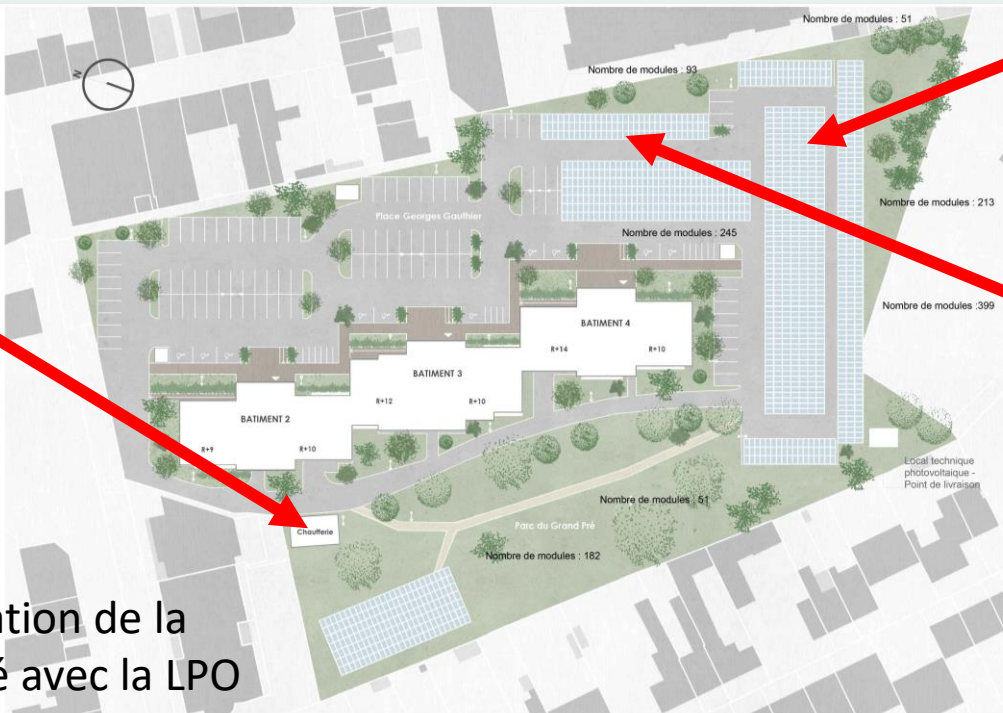 Nombre de modules : 51
Nombre de modules : 93
N
Nombre de modules : 213
Place Georges Gauthier
Nombre de modules : 245
Nombre de modules :399
BATIMENT 4
R+14
R+10
BATIMENT 3
R+12
R+10
BATIMENT 2
R+9
R+10
Local technique
photovoltaique -
Point de livraison
Nombre de modules : 51
Parc du Grand Pré
Chaufferie
Nombre de modules : 182
ation de la
é avec la LPO